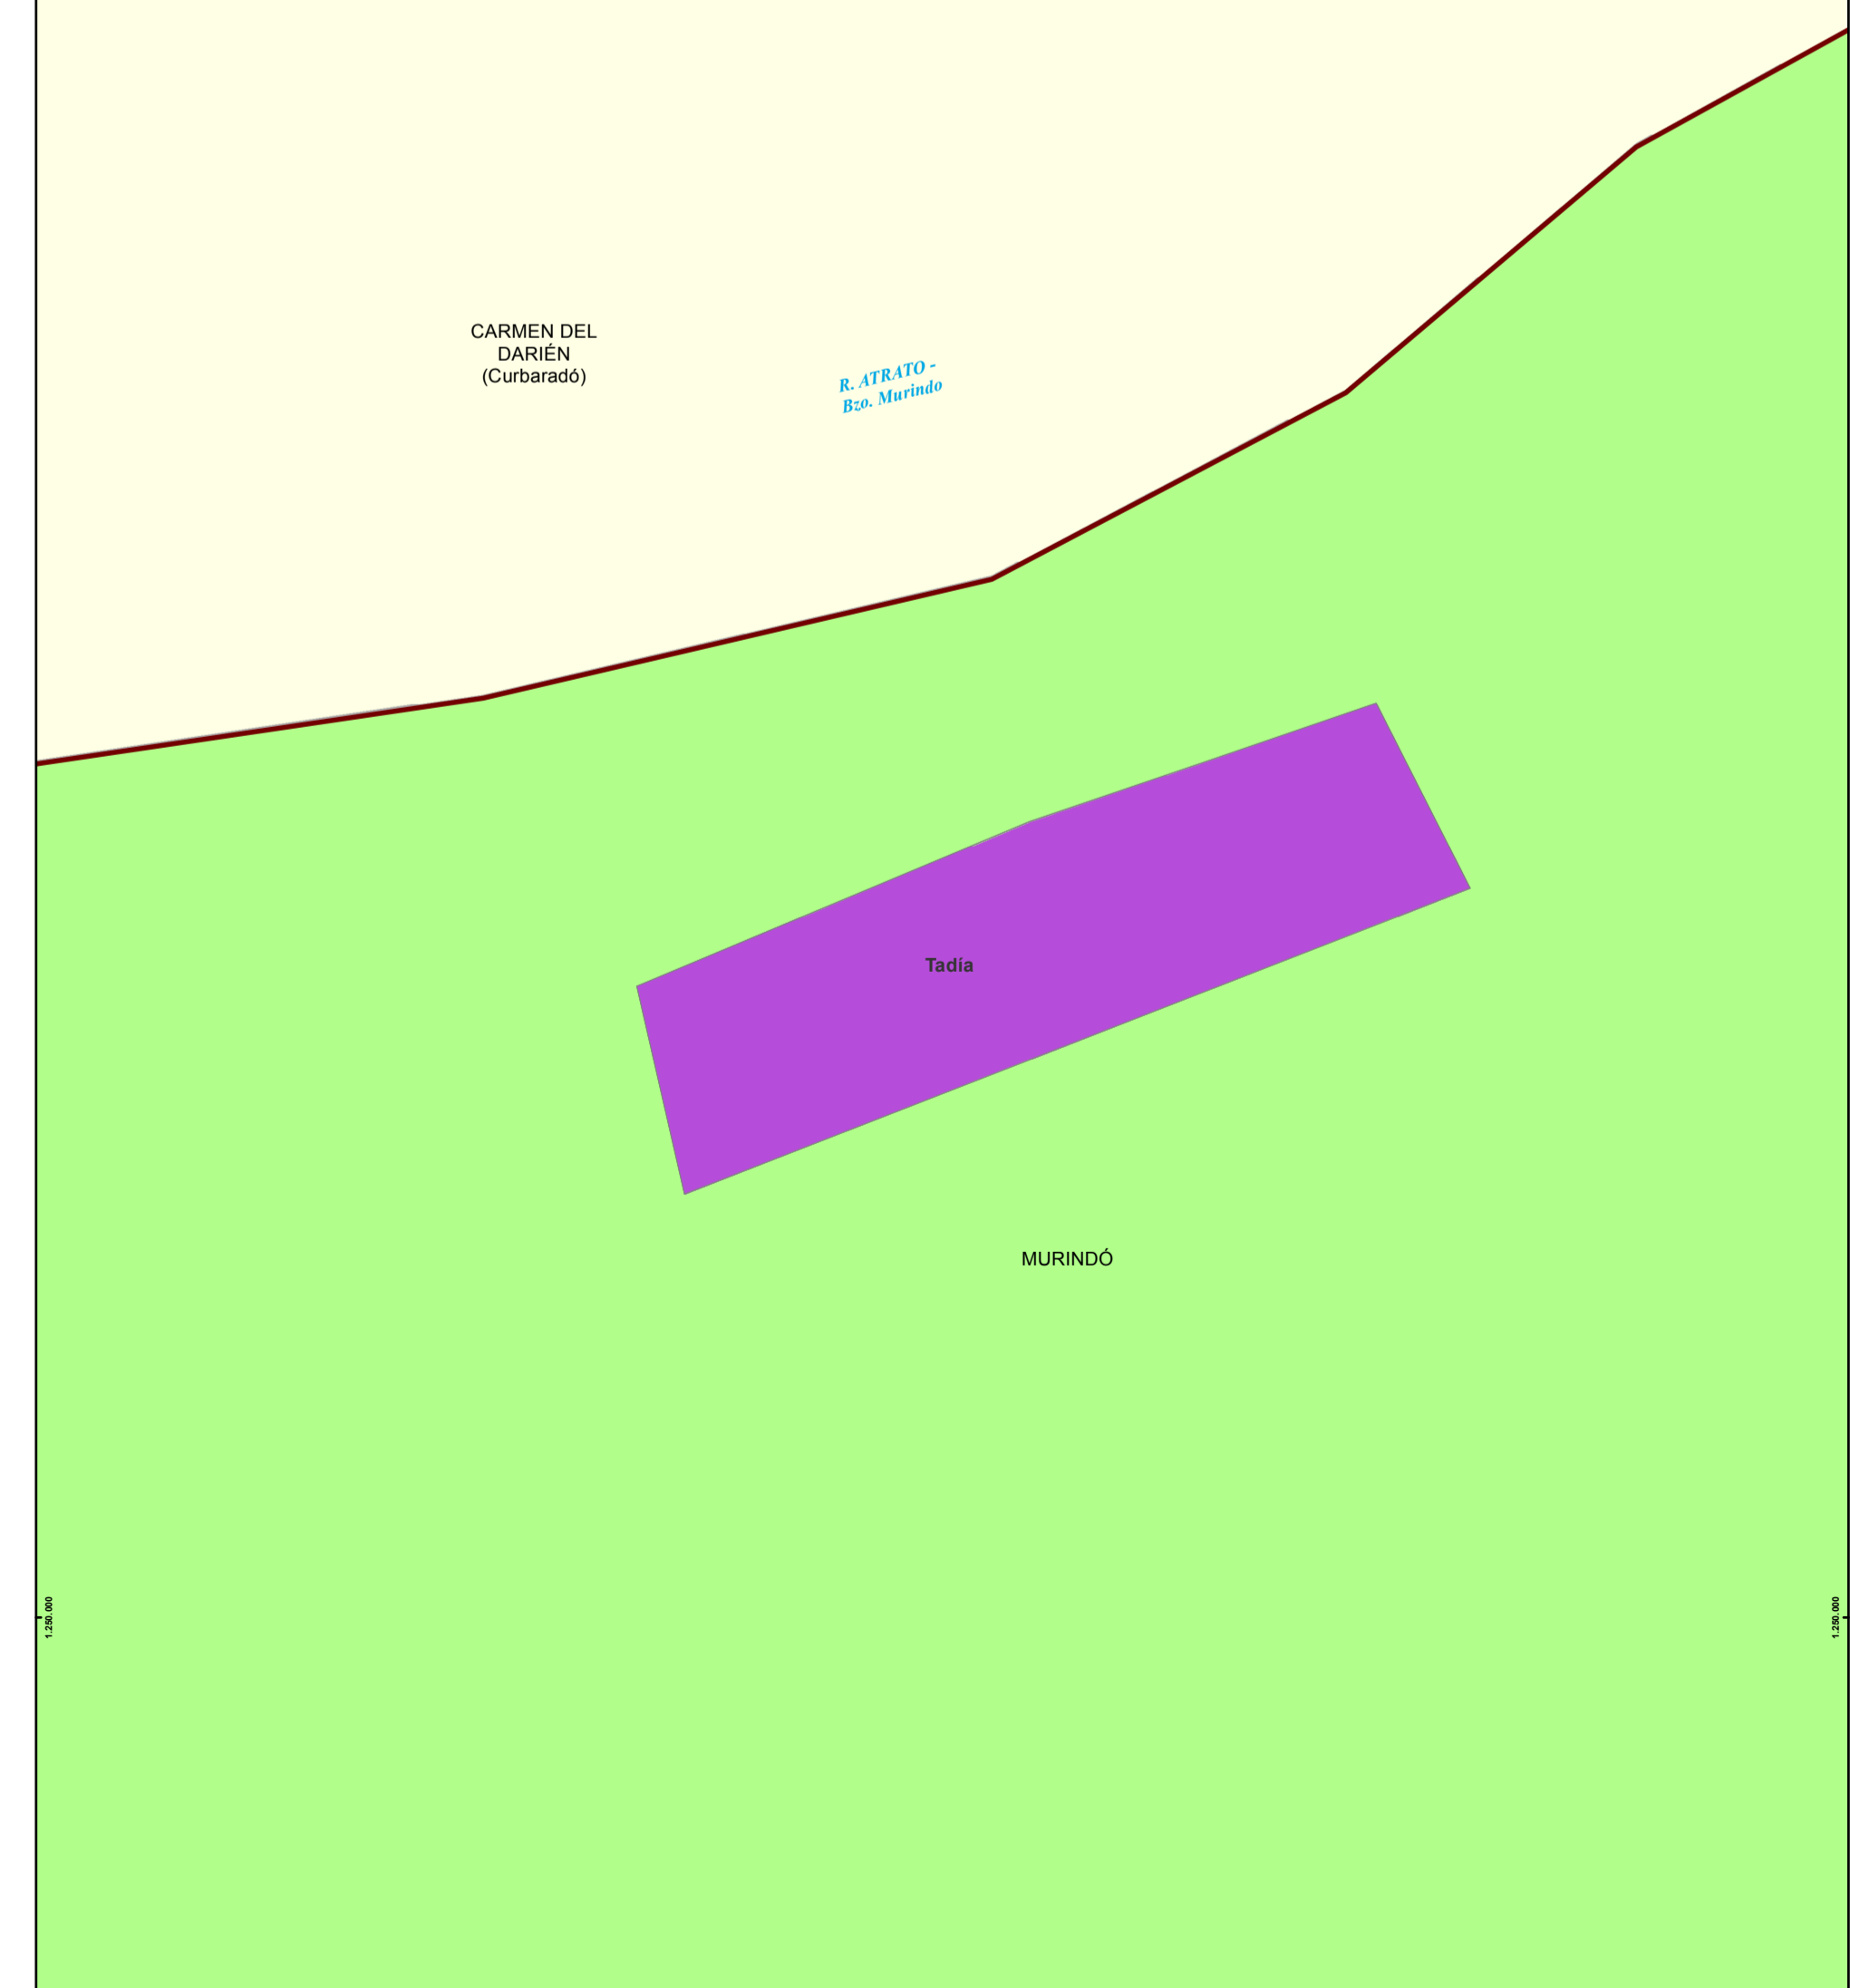 CARMEN DEL
DARIÉN
(Curbaradó)
R. ATRATO -
Bzo. Murindo
Tadía
MURINDÓ
1.250.000
1.250.000